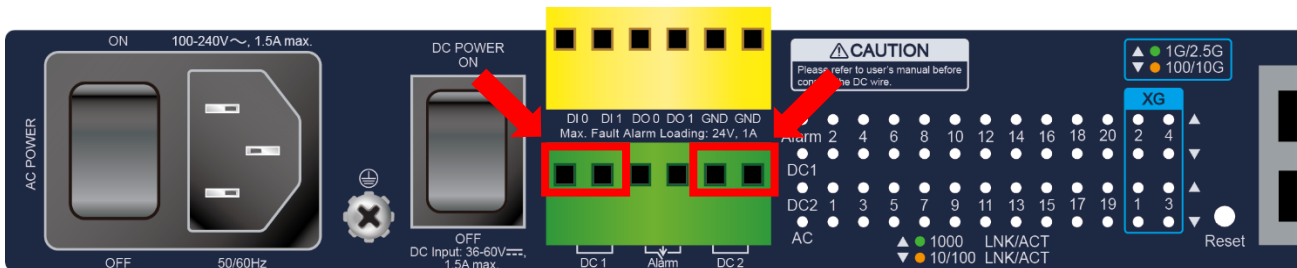 ON
100-240V～, 1.5A max.
AC POWER
OFF
50/60Hz
DC POWER
ON
OFF
DC Input: 36-60V⎓,
1.5A max.
DI 0 DI 1 DO 0 DO 1 GND GND
Max. Fault Alarm Loading: 24V, 1A
DC 1 Alarm DC 2
CAUTION
Please refer to user's manual before
the DC wire.
1G/2.5G
100/10G
XG
Alarm 2 4 6 8 10 12 14 16 18 20 2 4
DC1
DC2 1 3 5 7 9 11 13 15 17 19 1 3
AC
1000 LNK/ACT
10/100 LNK/ACT
Reset